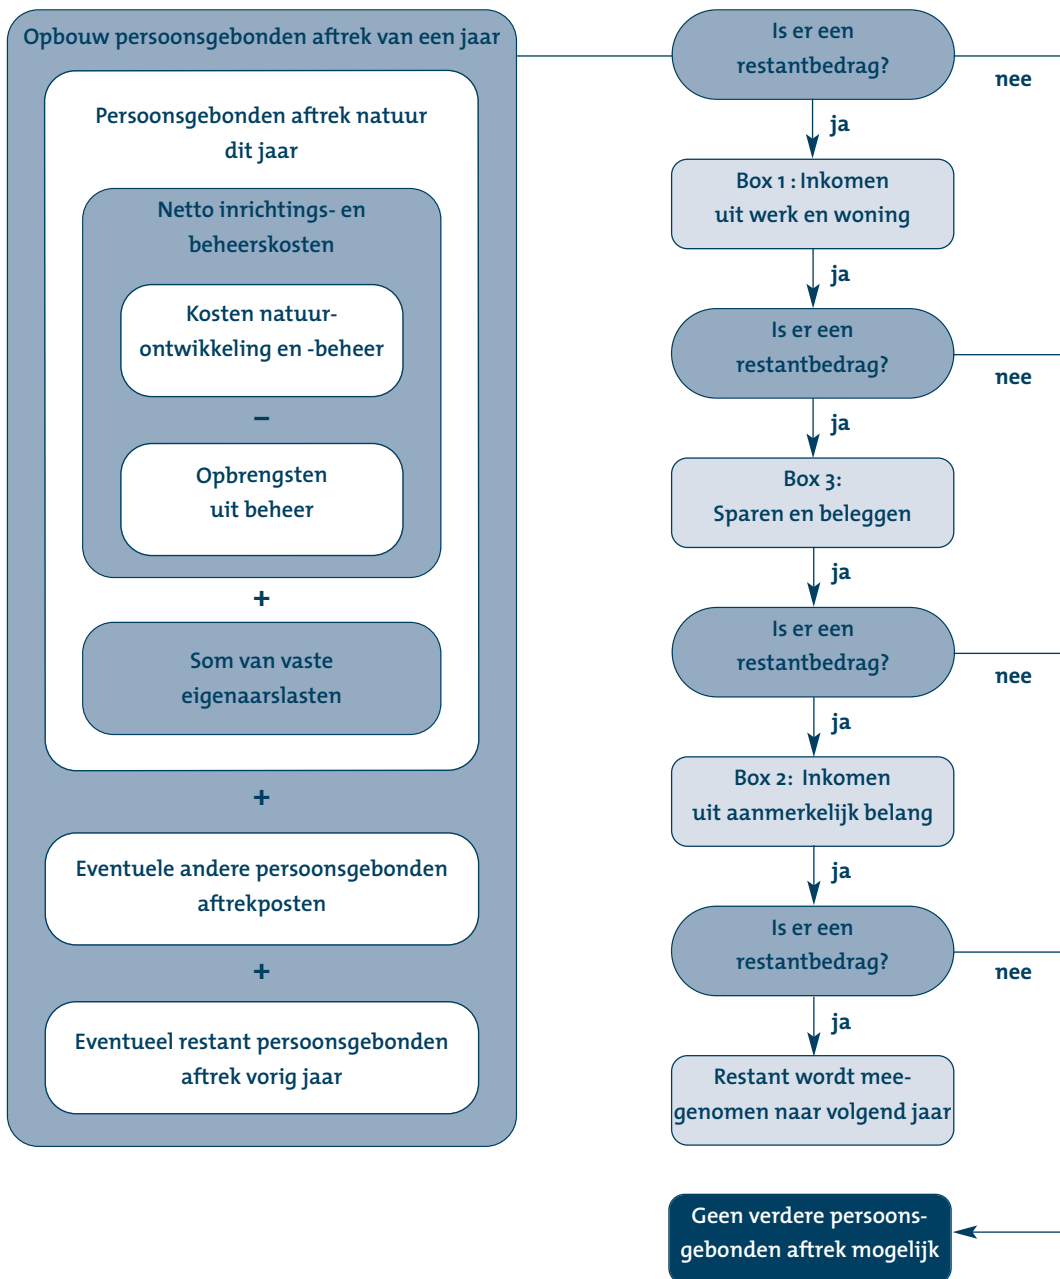 Opbouw persoonsgebonden aftrek van een jaar
Persoonsgebonden aftrek natuur
dit jaar
Netto inrichtings- en
beheerskosten
Kosten natuur-
ontwikkeling en -beheer
–
Opbrengsten
uit beheer
+
Som van vaste
eigenaarslasten
+
Eventuele andere persoonsgebonden
aftrekposten
+
Eventueel restant persoonsgebonden
aftrek vorig jaar
Is er een
restantbedrag?
nee
ja
Box 1 : Inkomen
uit werk en woning
ja
Is er een
restantbedrag?
nee
ja
Box 3:
Sparen en beleggen
ja
Is er een
restantbedrag?
nee
ja
Box 2: Inkomen
uit aanmerkelijk belang
ja
Is er een
restantbedrag?
nee
ja
Restant wordt mee-
genomen naar volgend jaar
Geen verdere persoons-
gebonden aftrek mogelijk